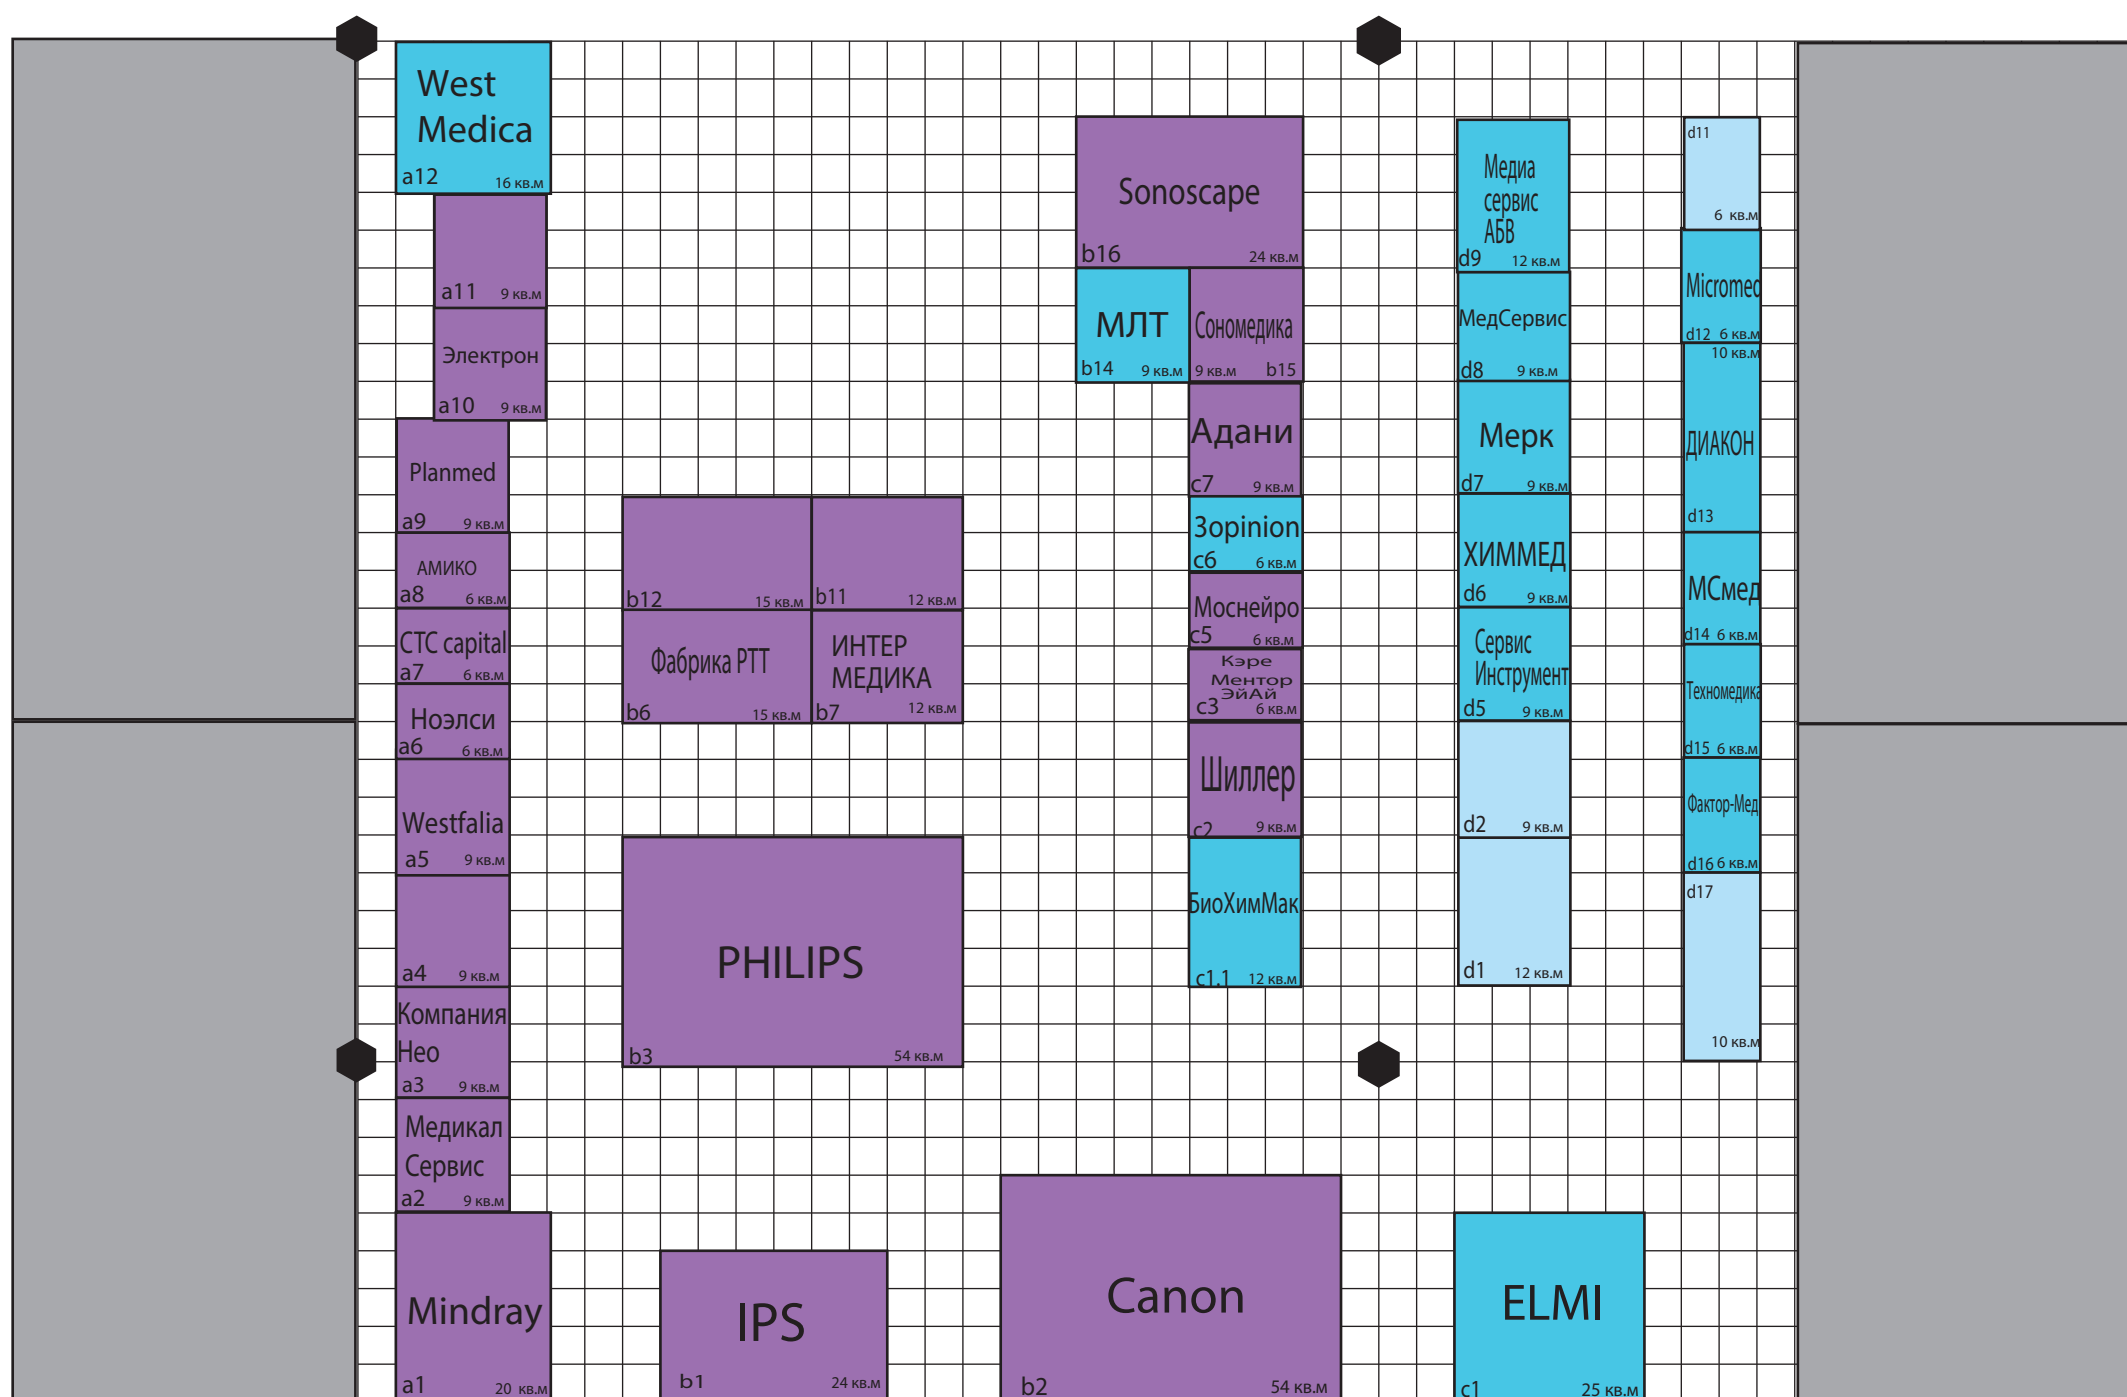 West
Medica
a12 16 кв.м
a11 9 кв.м
Электрон
a10 9 кв.м
Planmed
a9 9 кв.м
АМИКО
a8 6 кв.м
СТС capital
a7 6 кв.м
Ноэлси
a6 6 кв.м
Westfalia
a5 9 кв.м
a4 9 кв.м
Компания
Нео
a3 9 кв.м
Медикал
Сервис
a2 9 кв.м
Mindray
a1 20 кв.м
b12 15 кв.м
b11 12 кв.м
Фабрика РТТ
b6 15 кв.м
ИНТЕР
МЕДИКА
b7 12 кв.м
PHILIPS
b3 54 кв.м
IPS
b1 24 кв.м
Canon
b2 54 кв.м
Sonoscape
b16 24 кв.м
МЛТ
b14 9 кв.м
Сономедика
9 кв.м b15
Адани
c7 9 кв.м
3opinion
c6 6 кв.м
Моснейро
c5 6 кв.м
Кэре
Ментор
ЭйАй
c3 6 кв.м
Шиллер
c2 9 кв.м
БиоХимМак
c1.1 12 кв.м
Медиа
сервис
АБВ
d9 12 кв.м
МедСервис
d8 9 кв.м
Мерк
d7 9 кв.м
ХИММЕД
d6 9 кв.м
Сервис
Инструмент
d5 9 кв.м
d2 9 кв.м
d1 12 кв.м
ELMI
c1 25 кв.м
d11
6 кв.м
Micromed
d12 6 кв.м
10 кв.м
ДИАКОН
d13
МСмед
d14 6 кв.м
Техномедика
d15 6 кв.м
Фактор-Мед
d16 6 кв.м
d17
10 кв.м